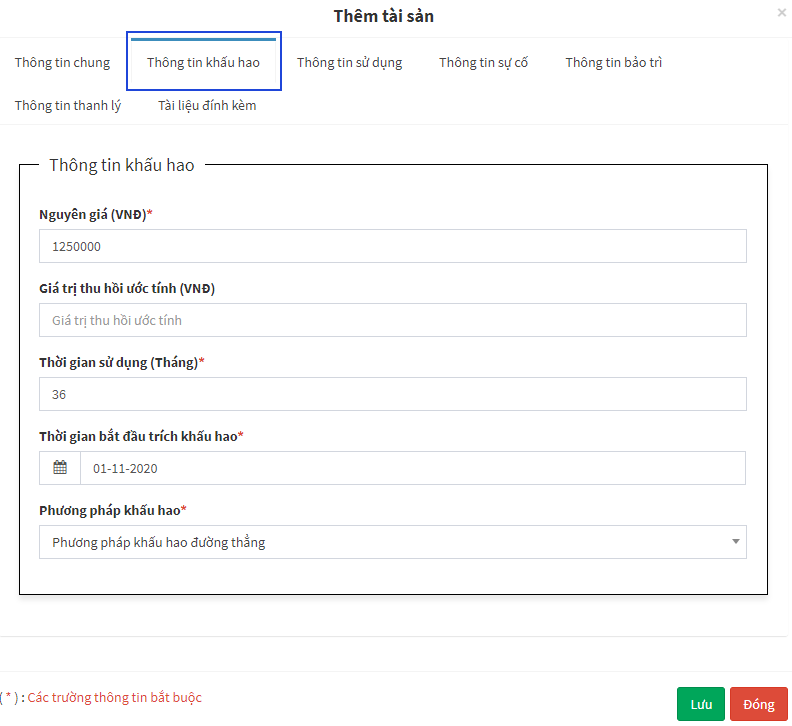 Thêm tài sản
×
Thông tin chung
Thông tin khấu hao
Thông tin sử dụng
Thông tin sự cố
Thông tin bảo trì
Thông tin thanh lý
Tài liệu đính kèm
Thông tin khấu hao
Nguyên giá (VNĐ)*
1250000
Giá trị thu hồi ước tính (VNĐ)
Giá trị thu hồi ước tính
Thời gian sử dụng (Tháng)*
36
Thời gian bắt đầu trích khấu hao*
01-11-2020
Phương pháp khấu hao*
Phương pháp khấu hao đường thẳng
( * ) : Các trường thông tin bắt buộc
Lưu
Đóng